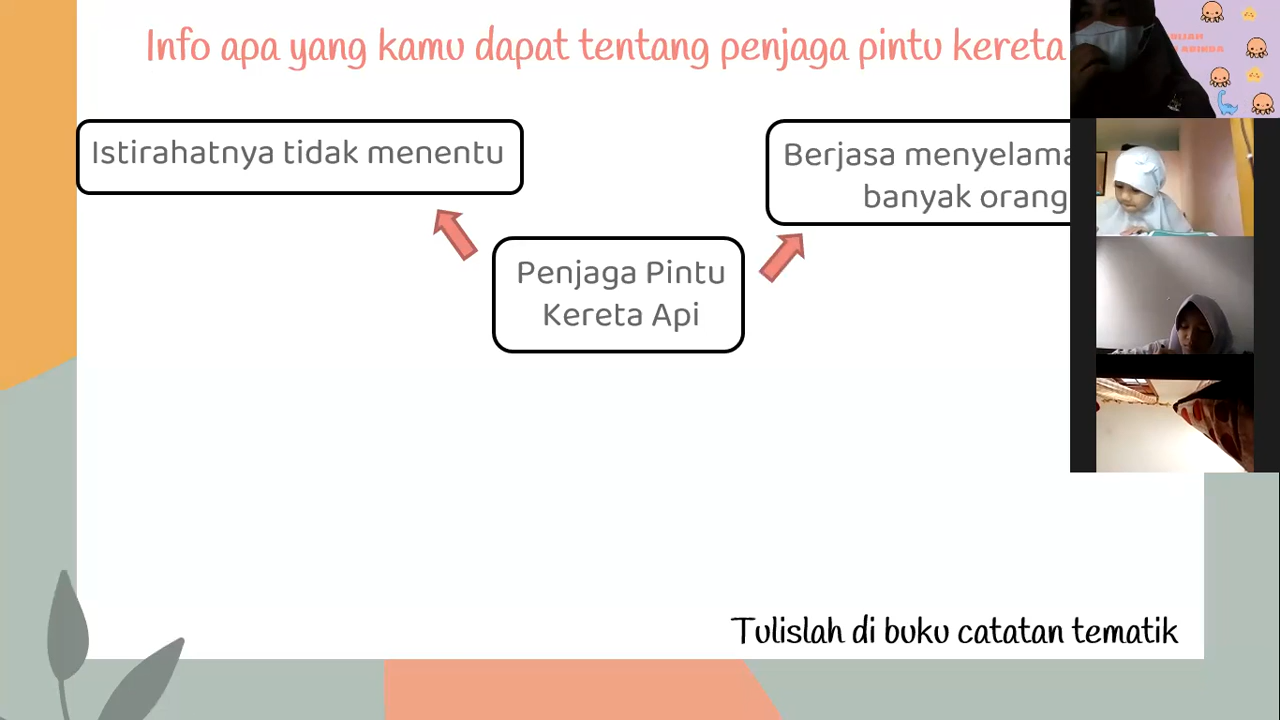 Info apa yang kamu dapat tentang penjaga pintu kereta
Istirahatnya tidak menentu
Berjasa menyelama
banyak orang
Penjaga Pintu
Kereta Api
Tulislah di buku catatan tematik